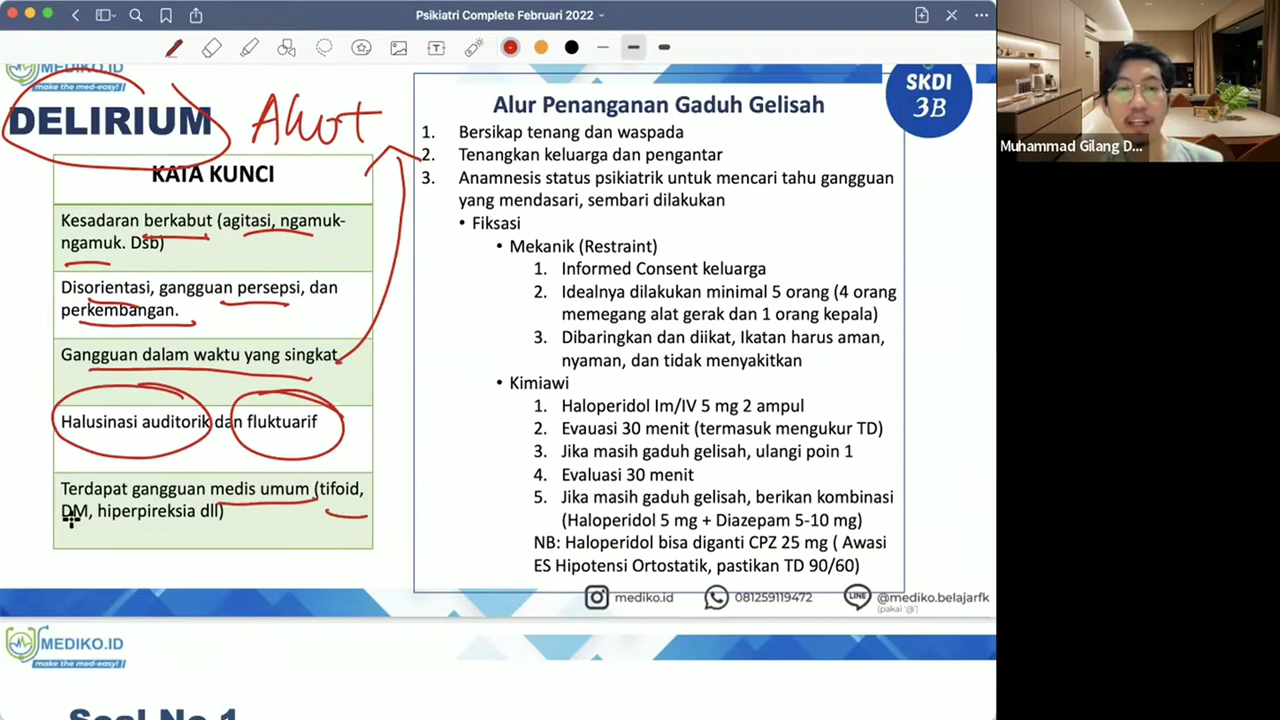 Psikiatri Complete Februari 2022
MEDIKO.ID
make the med-easy!
DELIRIUM
Akut
KATA KUNCI
Kesadaran berkabut (agitasi, ngamuk-
ngamuk. Dsb)
Disorientasi, gangguan persepsi, dan
perkembangan.
Gangguan dalam waktu yang singkat
Halusinasi auditorik dan fluktuarif
Terdapat gangguan medis umum (tifoid,
DM, hiperpireksia dll)
SKDI
3B
Alur Penanganan Gaduh Gelisah
1. Bersikap tenang dan waspada
2. Tenangkan keluarga dan pengantar
3. Anamnesis status psikiatrik untuk mencari tahu gangguan
yang mendasari, sembari dilakukan
• Fiksasi
• Mekanik (Restraint)
1. Informed Consent keluarga
2. Idealnya dilakukan minimal 5 orang (4 orang
memegang alat gerak dan 1 orang kepala)
3. Dibaringkan dan diikat, Ikatan harus aman,
nyaman, dan tidak menyakitkan
• Kimiawi
1. Haloperidol Im/IV 5 mg 2 ampul
2. Evauasi 30 menit (termasuk mengukur TD)
3. Jika masih gaduh gelisah, ulangi poin 1
4. Evaluasi 30 menit
5. Jika masih gaduh gelisah, berikan kombinasi
(Haloperidol 5 mg + Diazepam 5-10 mg)
NB: Haloperidol bisa diganti CPZ 25 mg ( Awasi
ES Hipotensi Ortostatik, pastikan TD 90/60)
mediko.id
081259119472
LINE
@mediko.belajarfk
(pakai '@')
MEDIKO.ID
make the med-easy!
Soal No 1
Muhammad Gilang D...